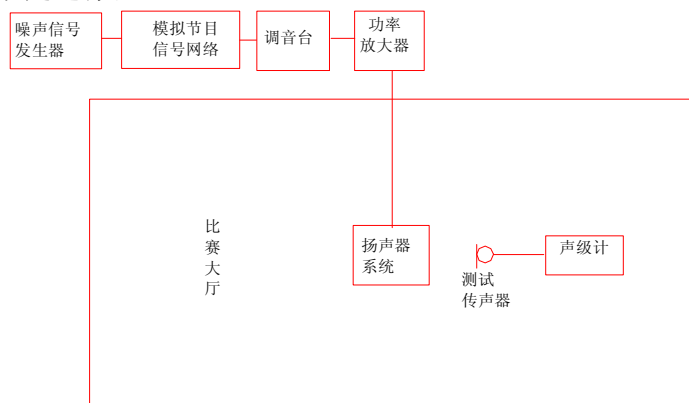 噪声信号
发生器
模拟节目
信号网络
调音台
功率
放大器
比
赛
大
厅
扬声器
系统
测试
传声器
声级计